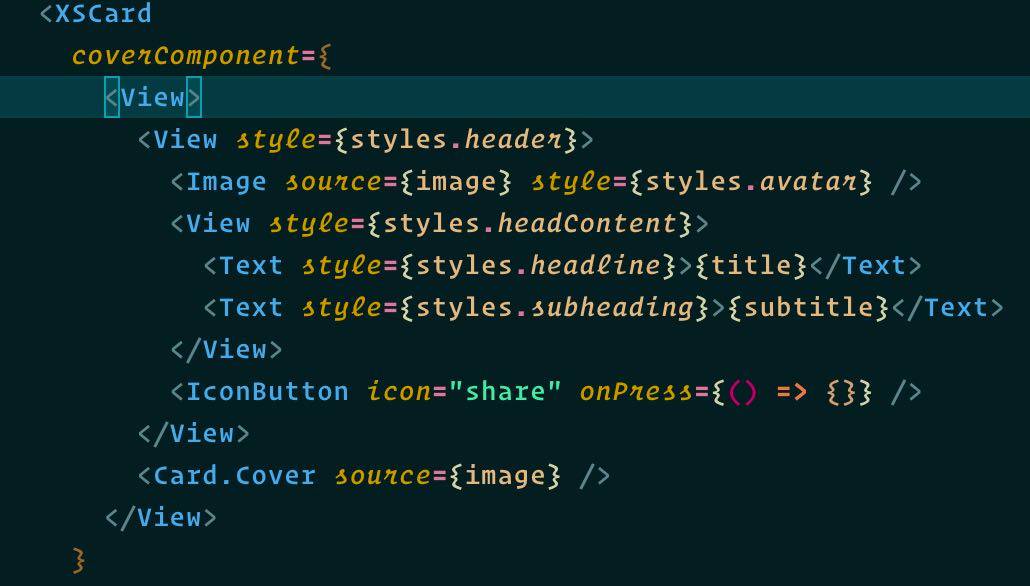 <XSCard
  coverComponent={
    <View>
      <View style={styles.header}>
        <Image source={image} style={styles.avatar} />
        <View style={styles.headContent}>
          <Text style={styles.headline}>{title}</Text>
          <Text style={styles.subheading}>{subtitle}</Text>
        </View>
        <IconButton icon="share" onPress={() => {}} />
      </View>
      <Card.Cover source={image} />
    </View>
  }